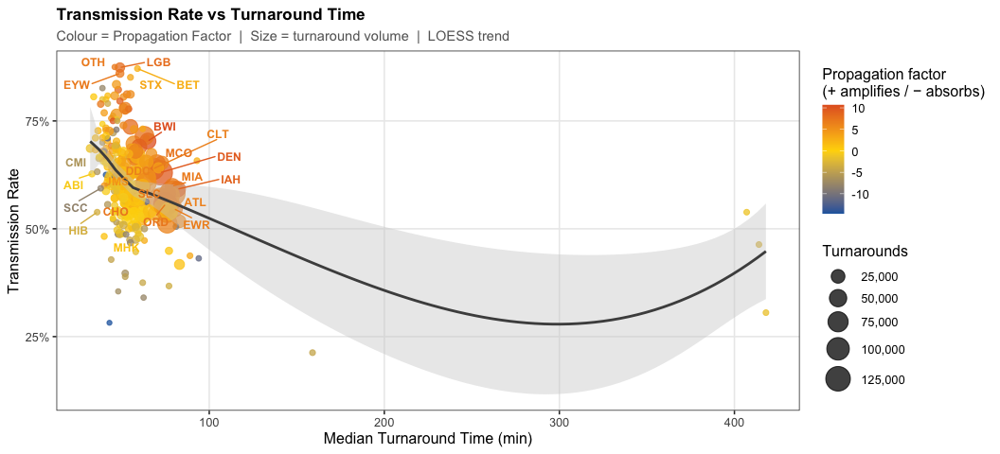 Transmission Rate vs Turnaround Time
Colour = Propagation Factor | Size = turnaround volume | LOESS trend
OTH
LGB
EYW
STX
BET
BWI
CLT
MCO
DEN
CMI
DDC
MIA
IAH
ABI
SLC
ATL
SCC
CHO
ORD
EWR
HIB
75%
50%
25%
100
200
300
400
Transmission Rate
Median Turnaround Time (min)
Propagation factor
(+ amplifies / − absorbs)
10
5
0
-5
-10
Turnarounds
25,000
50,000
75,000
100,000
125,000